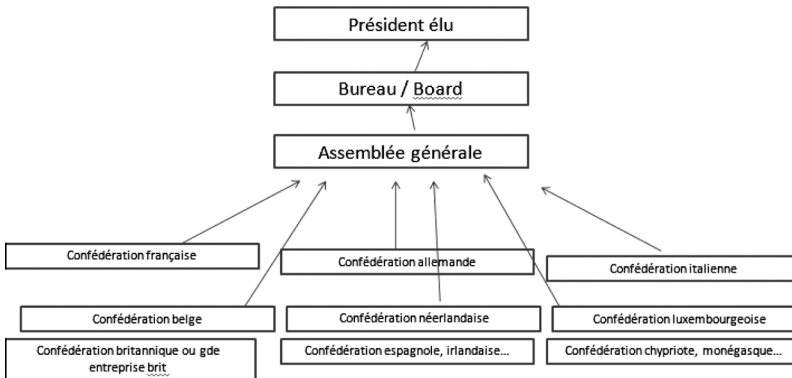 Président élu
Bureau / Board
Assemblée générale
Confédération française
Confédération allemande
Confédération italienne
Confédération belge
Confédération néerlandaise
Confédération luxembourgeoise
Confédération britannique ou gde
entreprise brit
Confédération espagnole, irlandaise...
Confédération chypriote, monégasque...